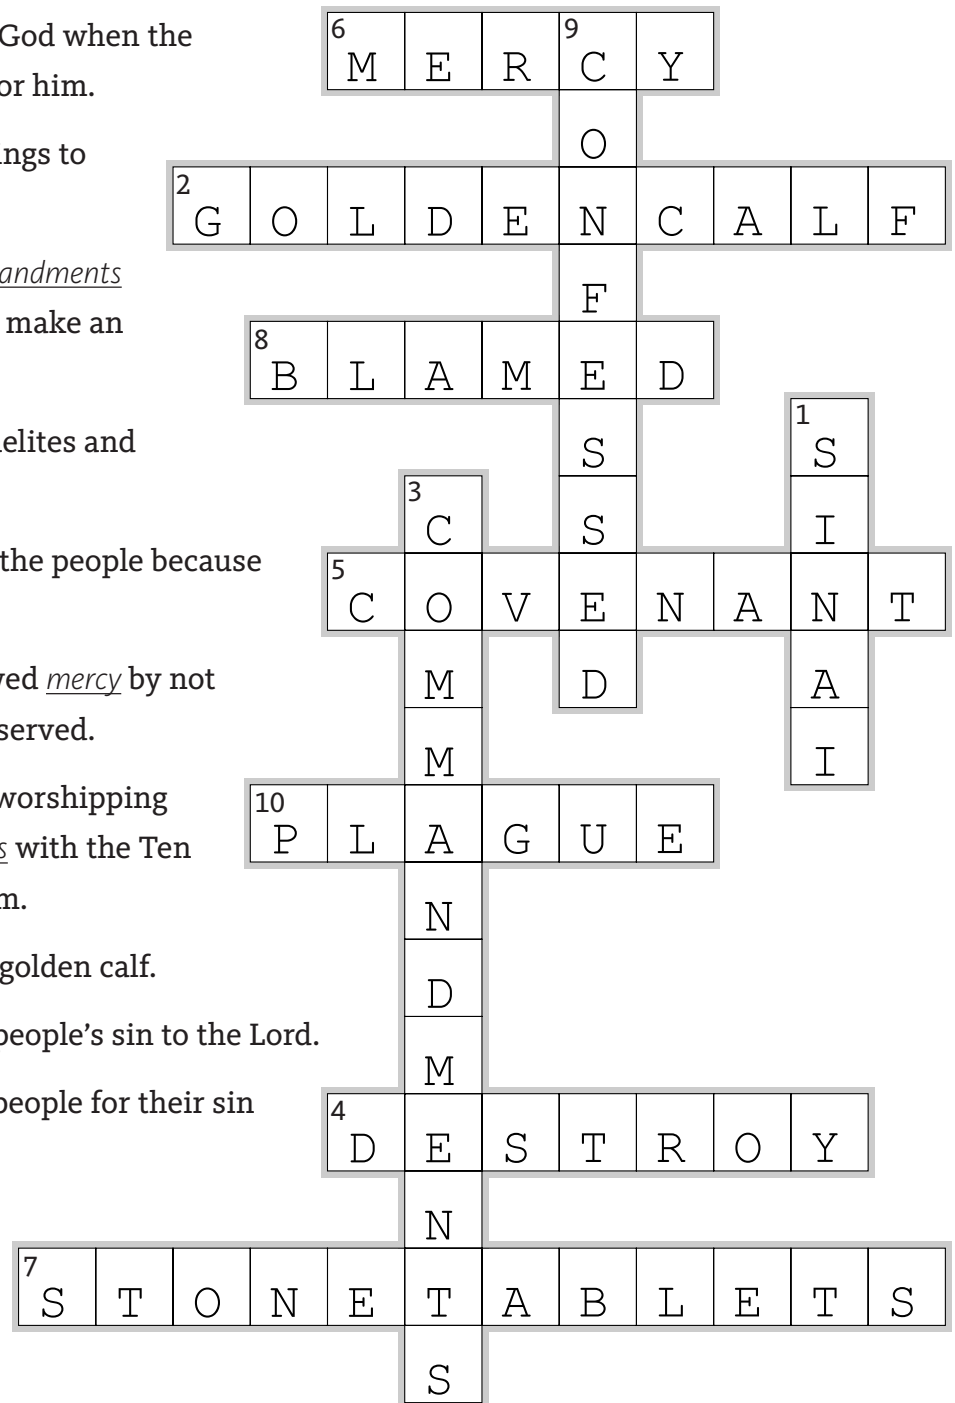 God when the
or him.
ings to
andments
make an
elites and
the people because
ved mercy by not
served.
worshipping
s with the Ten
m.
golden calf.
people's sin to the Lord.
people for their sin
6 9
M E R C Y
O
2
G O L D E N C A L F
F
8
B L A M E D
1
S S
3
C S I
5
C O V E N A N T
M D A
M I
10
P L A G U E
N
D
M
4
D E S T R O Y
N
7
S T O N E T A B L E T S
S